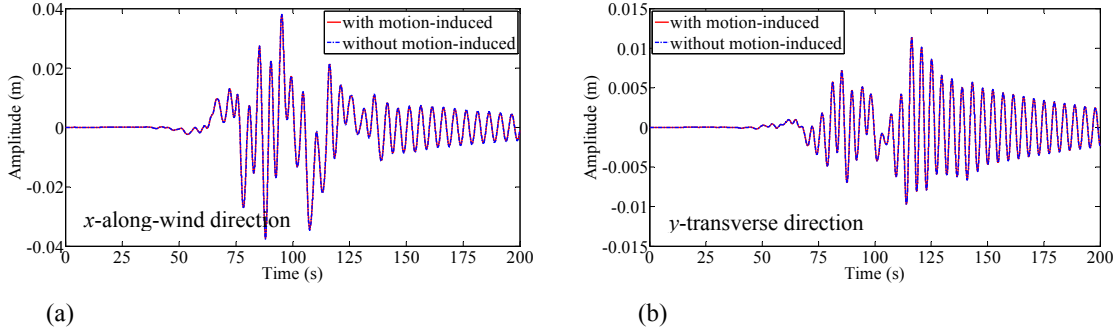 0.04
0.02
0
-0.02
-0.04
Amplitude (m)
with motion-induced
without motion-induced
x-along-wind direction
0 25 50 75 100 125 150 175 200
Time (s)
(a)
0.015
0.01
0.005
0
-0.005
-0.01
-0.015
Amplitude (m)
with motion-induced
without motion-induced
y-transverse direction
0 25 50 75 100 125 150 175 200
Time (s)
(b)